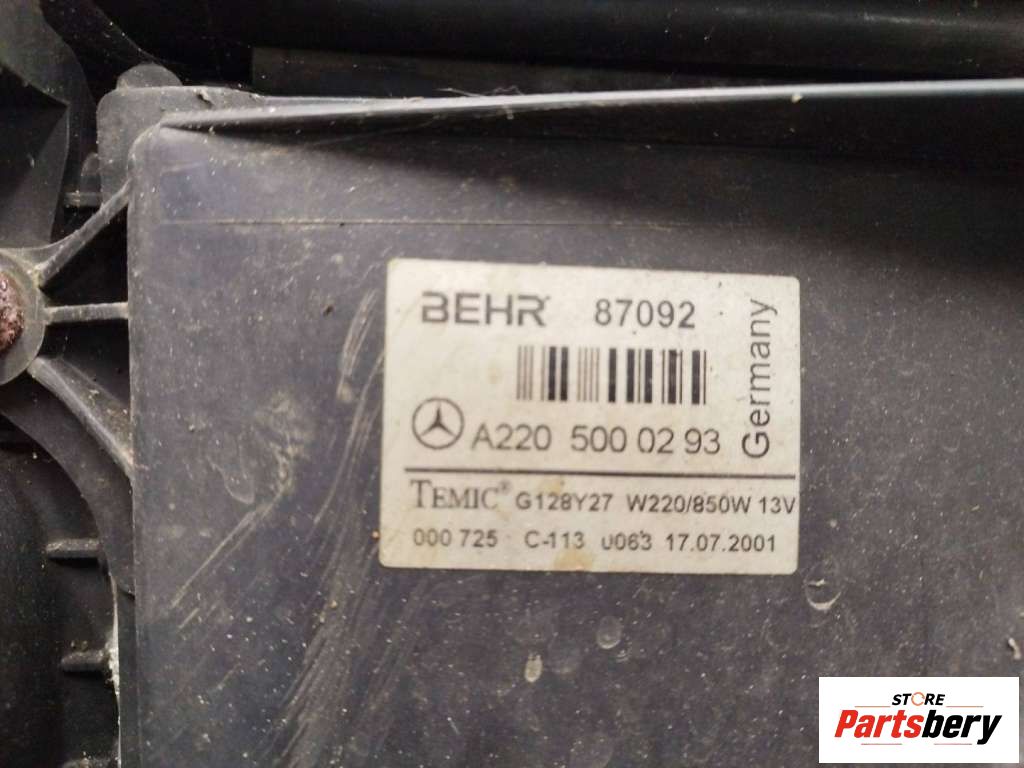 BEHR 87092
Germany
A220 500 02 93
TEMIC® G128Y27 W220/850W 13V
000 725 C-113 0063 17.07.2001
STORE
Partsbery